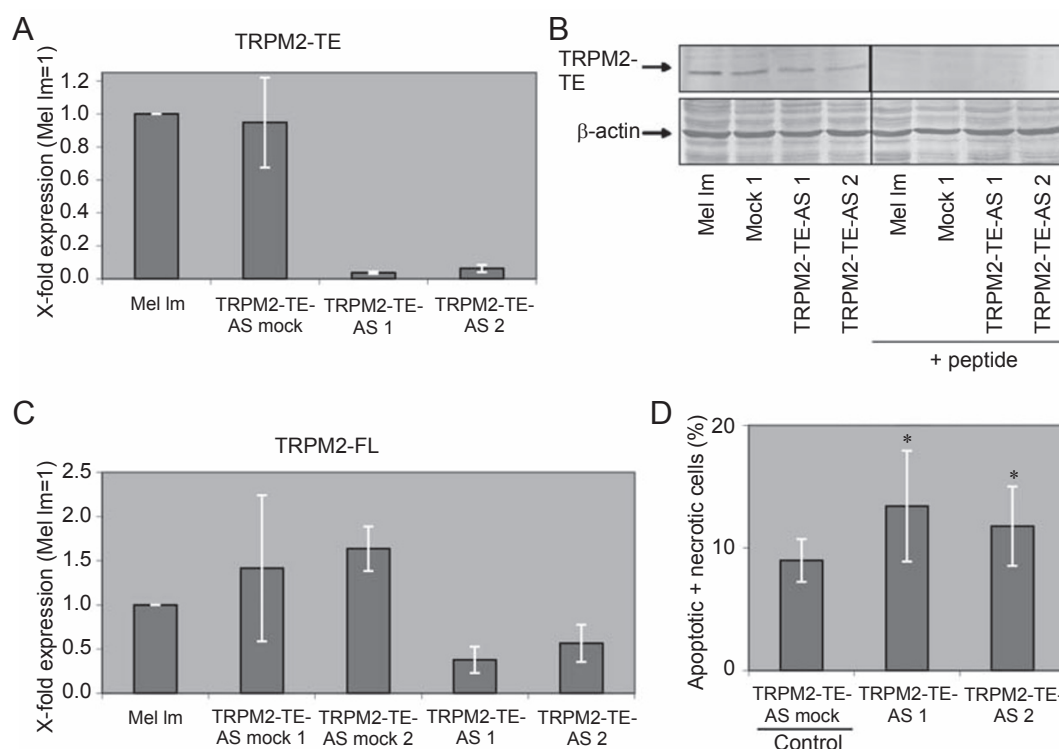 A
TRPM2-TE
X-fold expression (Mel Im=1)
1.2
1.0
0.8
0.6
0.4
0.2
0.0
Mel Im
TRPM2-TE-
AS mock
TRPM2-TE-
AS 1
TRPM2-TE-
AS 2
B
TRPM2-
TE
β-actin
Mel Im
Mock 1
TRPM2-TE-AS 1
TRPM2-TE-AS 2
Mel Im
Mock 1
TRPM2-TE-AS 1
TRPM2-TE-AS 2
+ peptide
C
TRPM2-FL
X-fold expression (Mel Im=1)
2.5
2.0
1.5
1.0
0.5
0.0
Mel Im
TRPM2-TE-
AS mock 1
TRPM2-TE-
AS mock 2
TRPM2-TE-
AS 1
TRPM2-TE-
AS 2
D
Apoptotic + necrotic cells (%)
20
10
0
*
*
TRPM2-TE-
AS mock
Control
TRPM2-TE-
AS 1
TRPM2-TE-
AS 2